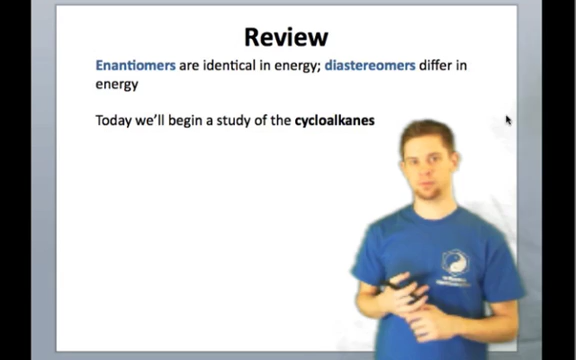 Review
Enantiomers are identical in energy; diastereomers differ in
energy
Today we'll begin a study of the cycloalkanes